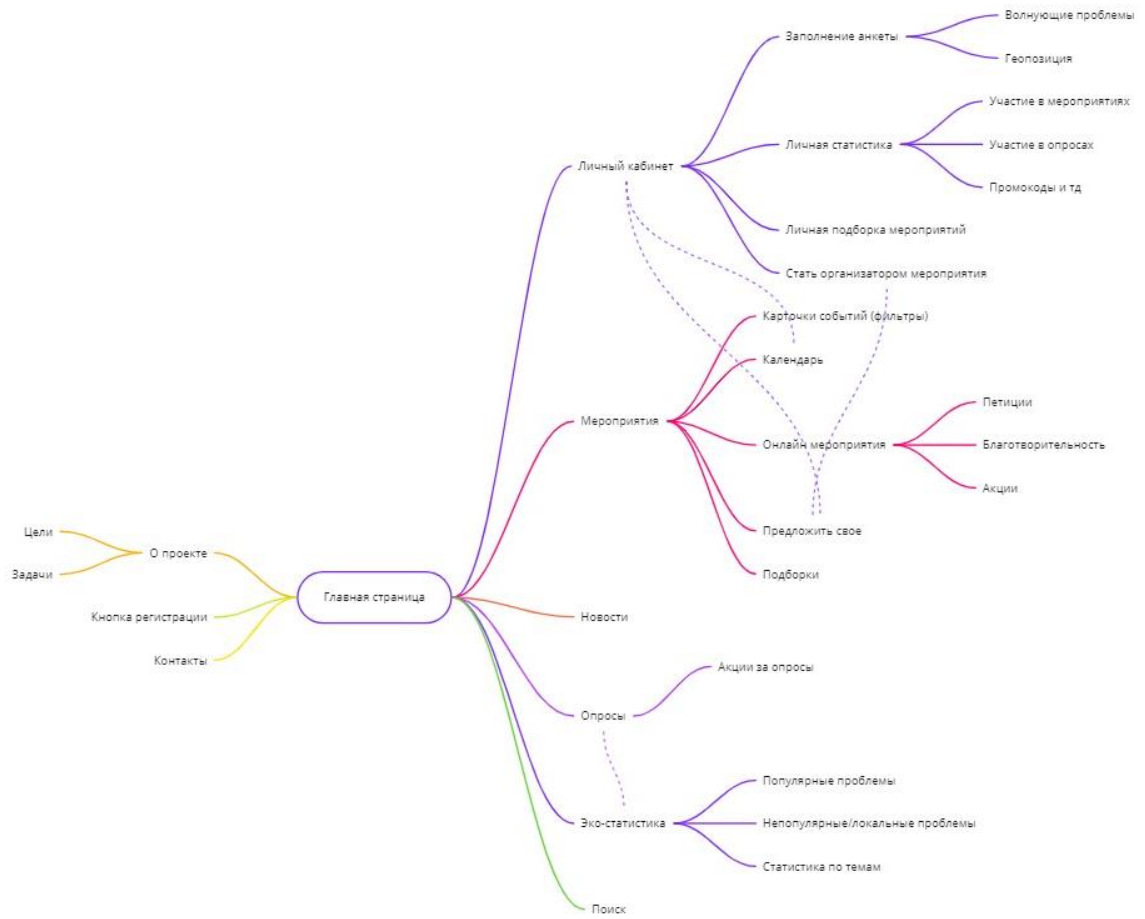 Волнующие проблемы
Заполнение анкеты
Геопозиция
Участие в мероприятиях
Личная статистика
Участие в опросах
Личный кабинет
Промокоды и тд
Личная подборка мероприятий
Стать организатором мероприятия
Карточки событий (фильтры)
Календарь
Петиции
Мероприятия
Онлайн мероприятия
Благотворительность
Акции
Предложить свое
Подборки
Цели
О проекте
Задачи
Главная страница
Кнопка регистрации
Новости
Контакты
Акции за опросы
Опросы
Популярные проблемы
Эко-статистика
Непопулярные/локальные проблемы
Статистика по темам
Поиск